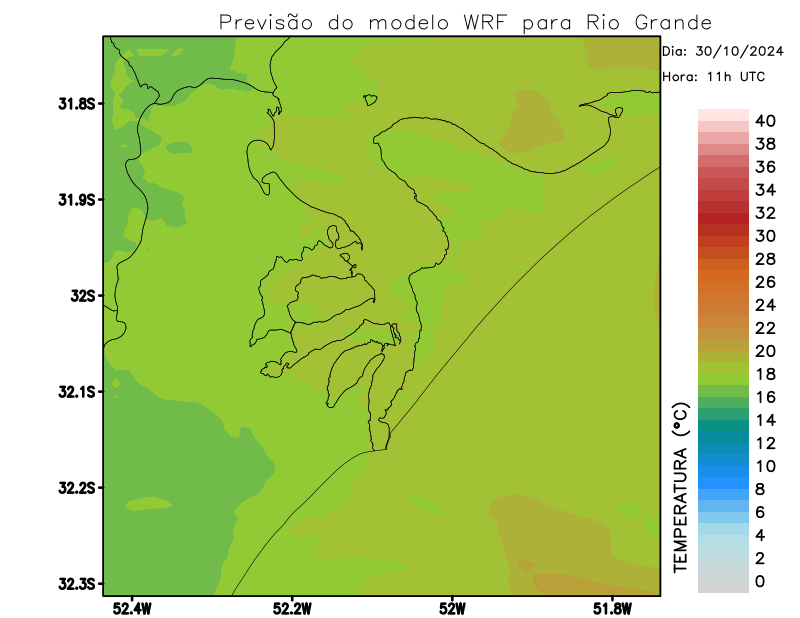 Previsão do modelo WRF para Rio Grande
Dia: 30/10/2024
Hora: 11h UTC
31.8S
31.9S
32S
32.1S
32.2S
32.3S
52.4W
52.2W
52W
51.8W
TEMPERATURA (°C)
40
38
36
34
32
30
28
26
24
22
20
18
16
14
12
10
8
6
4
2
0